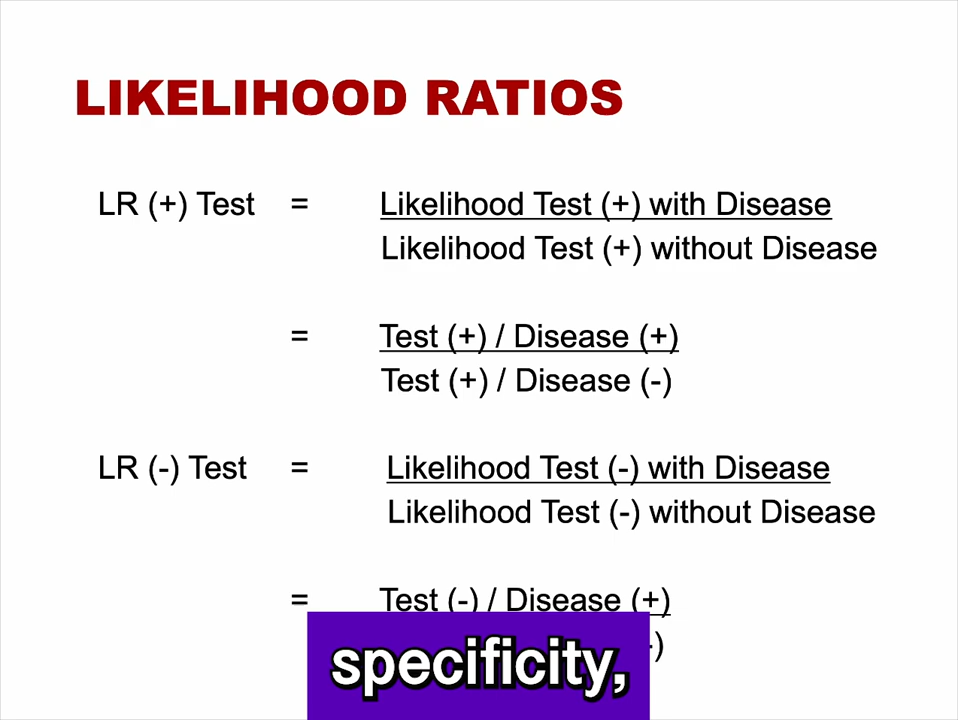 LIKELIHOOD RATIOS
LR (+) Test = Likelihood Test (+) with Disease
Likelihood Test (+) without Disease
= Test (+) / Disease (+)
Test (+) / Disease (-)
LR (-) Test = Likelihood Test (-) with Disease
Likelihood Test (-) without Disease
= Test (-) / Disease (+)
specificity,